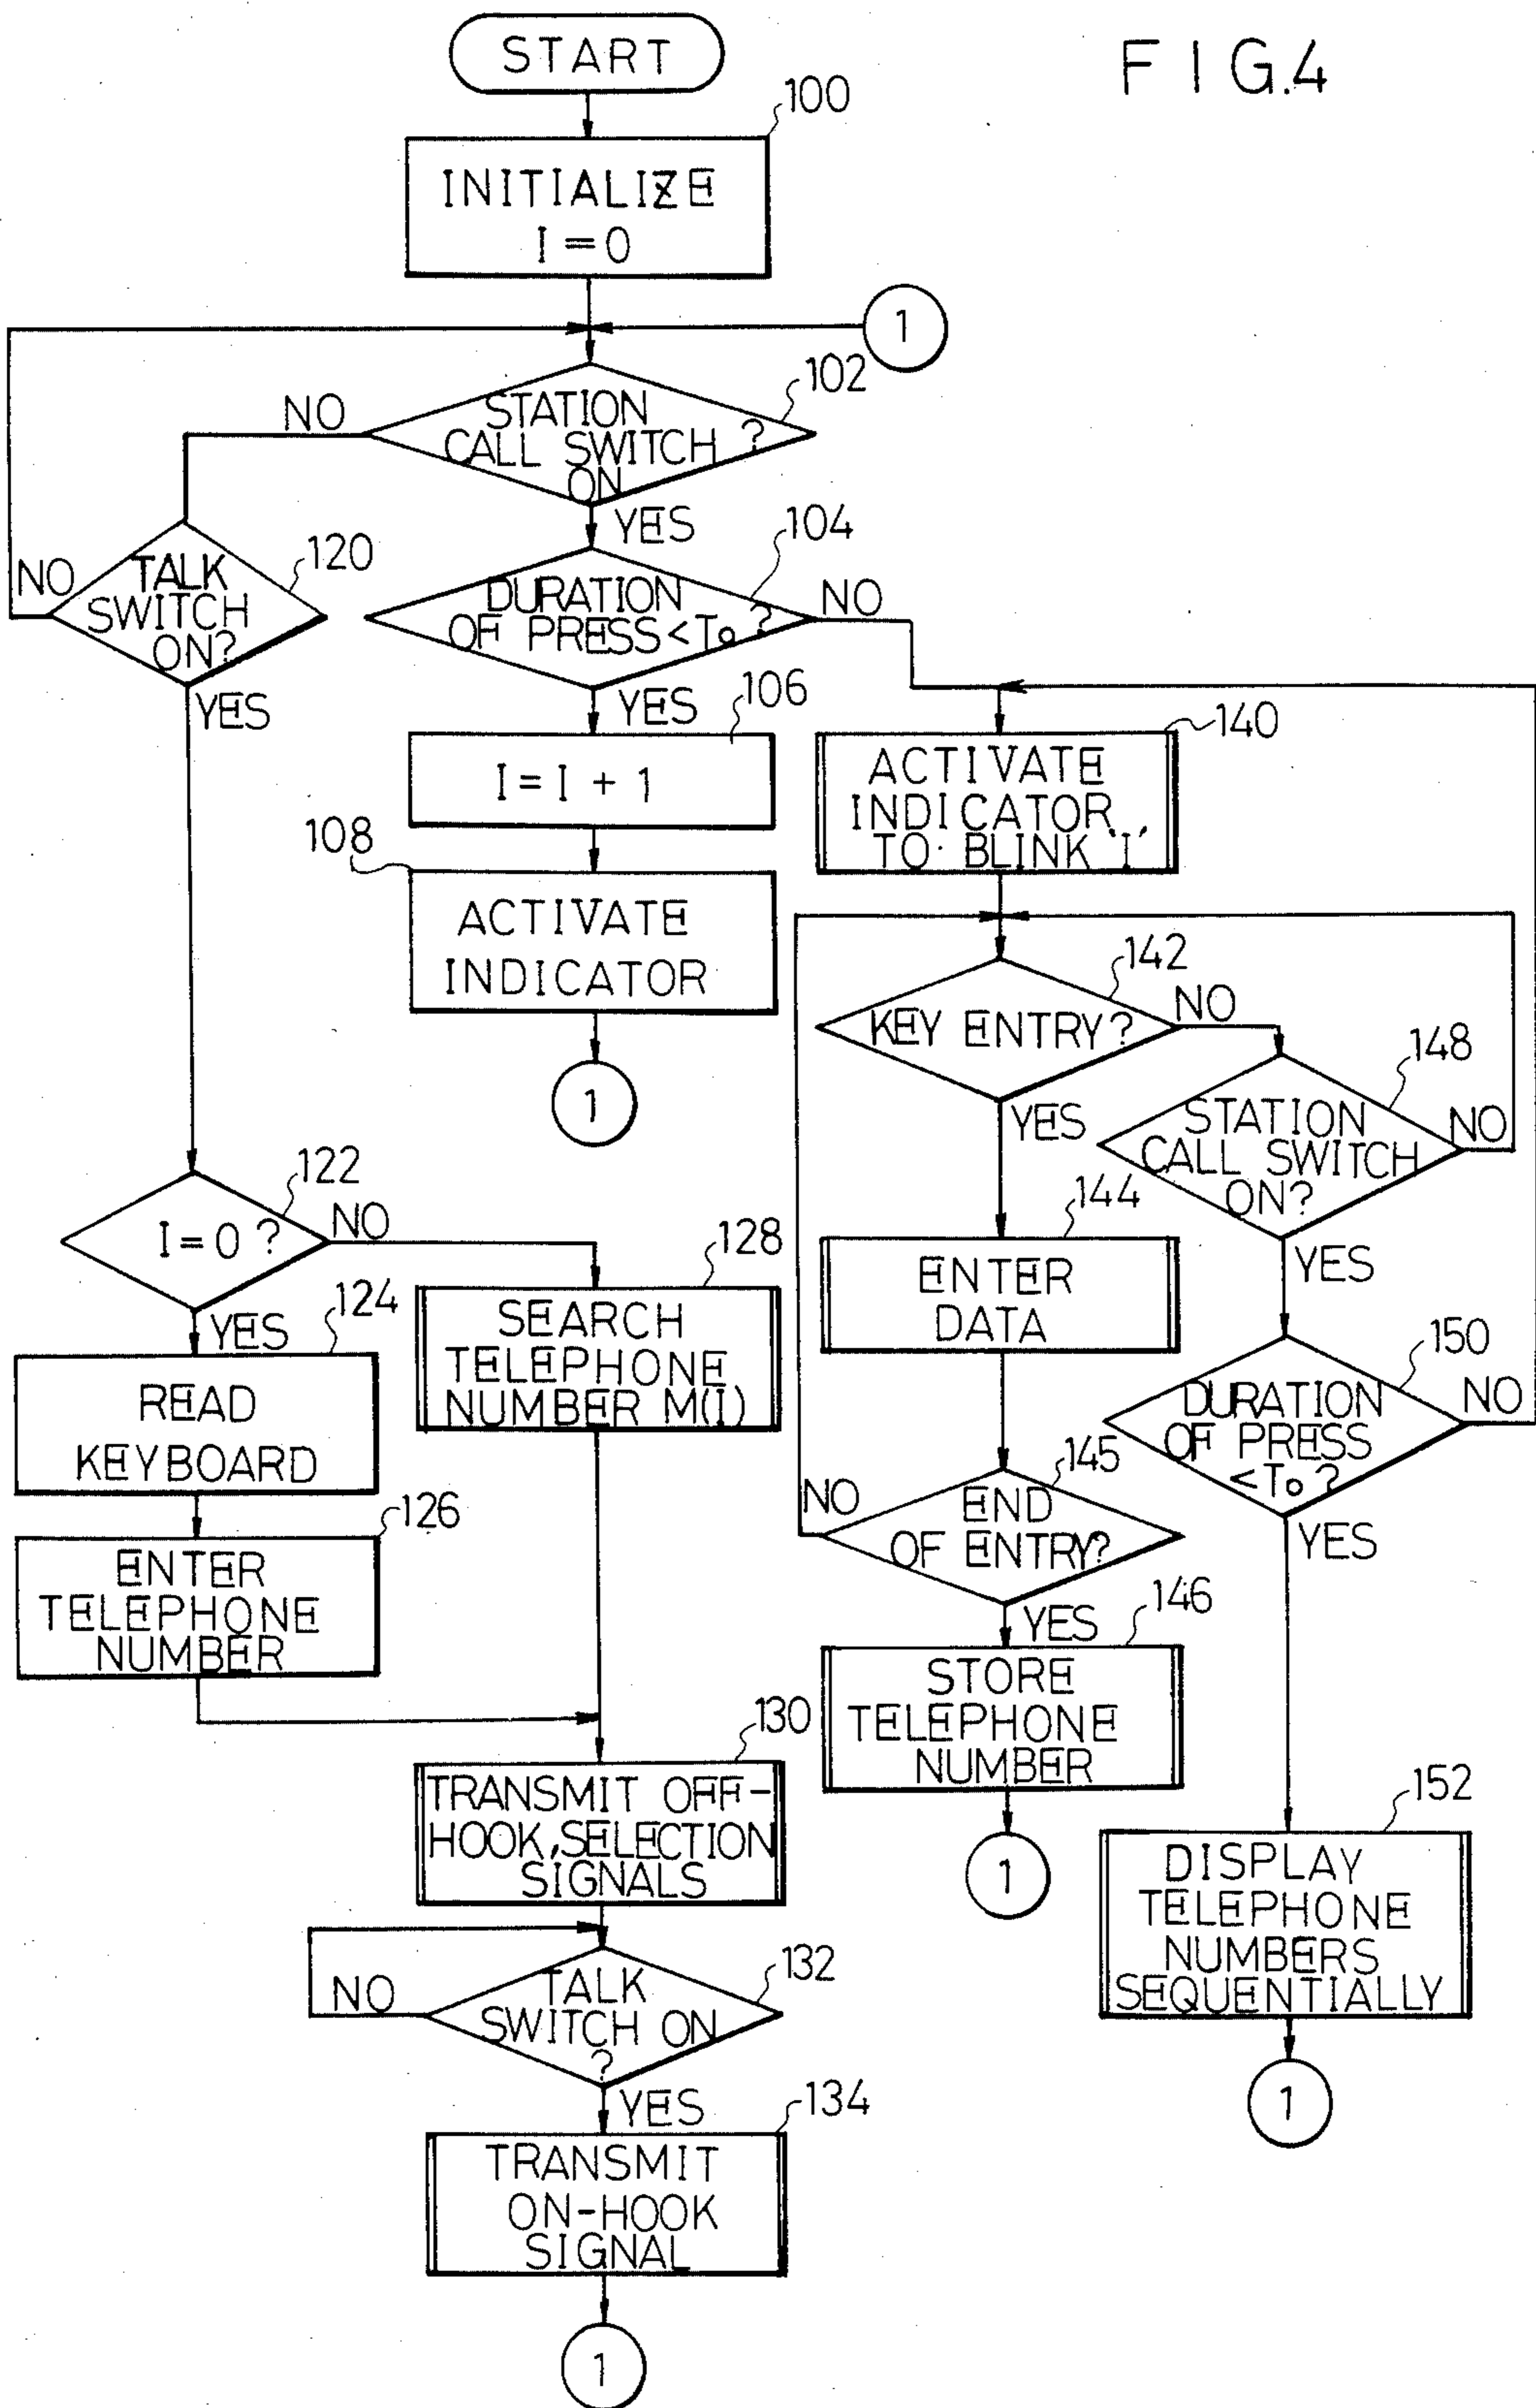 FIG.4
START
100
INITIALIZE
I=0
1
102
STATION
CALL SWITCH ?
ON
NO
YES
104
DURATION
OF PRESS<To ?
NO
YES
120
TALK
SWITCH
ON?
NO
YES
106
I=I+1
108
ACTIVATE
INDICATOR
1
140
ACTIVATE
INDICATOR
TO BLINK 'I'
142
KEY ENTRY?
NO
YES
148
STATION
CALL SWITCH
ON?
NO
YES
122
I=0 ?
NO
YES
124
READ
KEYBOARD
126
ENTER
TELEPHONE
NUMBER
128
SEARCH
TELEPHONE
NUMBER M(I)
144
ENTER
DATA
150
DURATION
OF PRESS
<To ?
NO
YES
145
END
OF ENTRY?
NO
YES
146
STORE
TELEPHONE
NUMBER
1
130
TRANSMIT OFF-
HOOK,SELECTION
SIGNALS
152
DISPLAY
TELEPHONE
NUMBERS
SEQUENTIALLY
1
132
TALK
SWITCH ON
?
NO
YES
134
TRANSMIT
ON-HOOK
SIGNAL
1